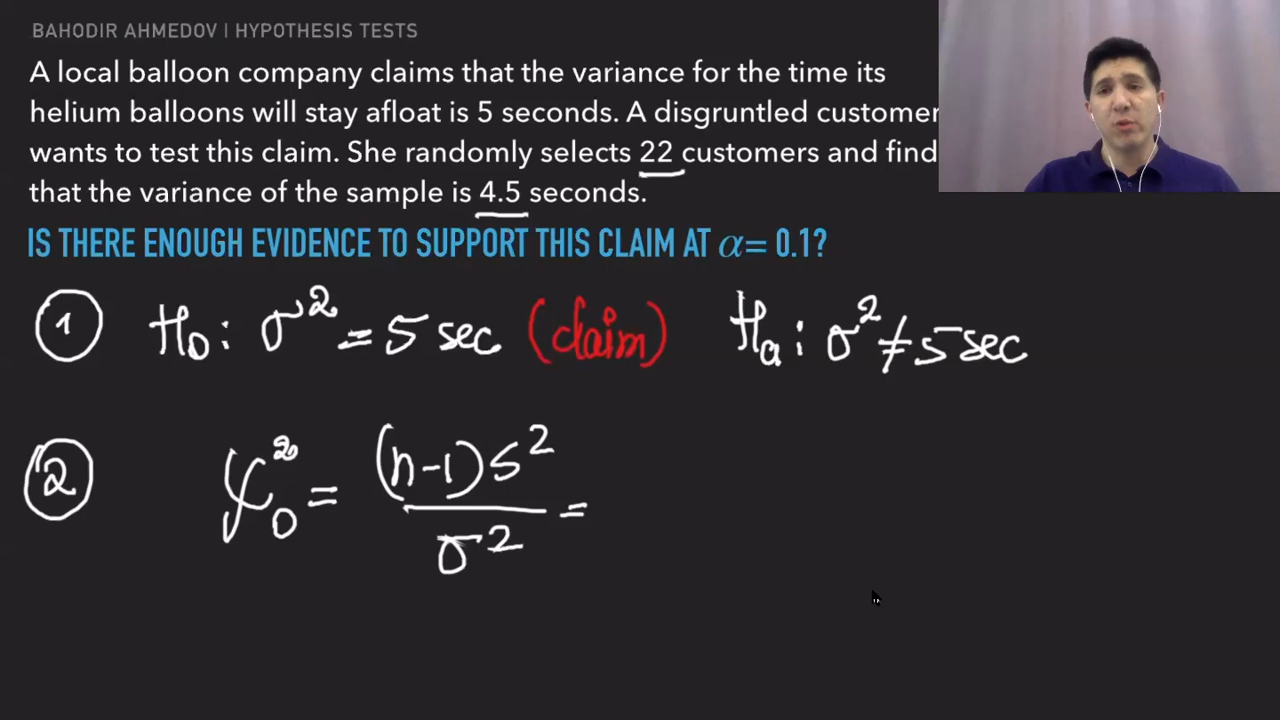 BAHODIR AHMEDOV | HYPOTHESIS TESTS
A local balloon company claims that the variance for the time its
helium balloons will stay afloat is 5 seconds. A disgruntled customer
wants to test this claim. She randomly selects 22 customers and find
that the variance of the sample is 4.5 seconds.
IS THERE ENOUGH EVIDENCE TO SUPPORT THIS CLAIM AT α= 0.1?
1 H₀: σ² = 5 sec (claim) Hₐ: σ² ≠ 5 sec
2 χ²₀ = (n-1)S² / σ² =